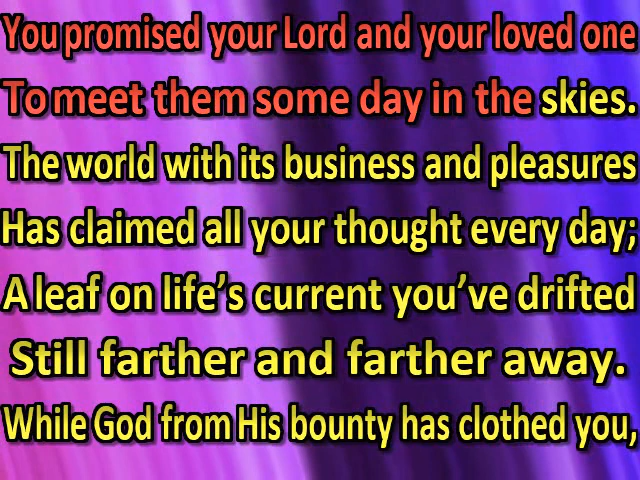 You promised your Lord and your loved one
To meet them some day in the skies.
The world with its business and pleasures
Has claimed all your thought every day;
A leaf on life’s current you’ve drifted
Still farther and farther away.
While God from His bounty has clothed you,